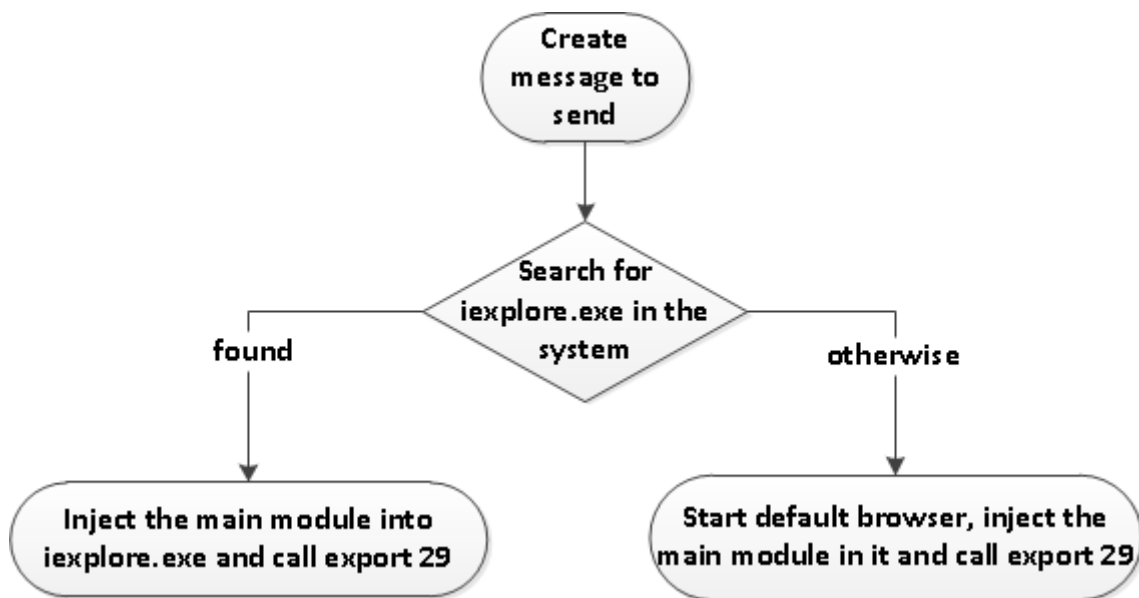 Create
message to
send
Search for
iexplore.exe in the
system
found
otherwise
Inject the main module into
iexplore.exe and call export 29
Start default browser, inject the
main module in it and call export 29